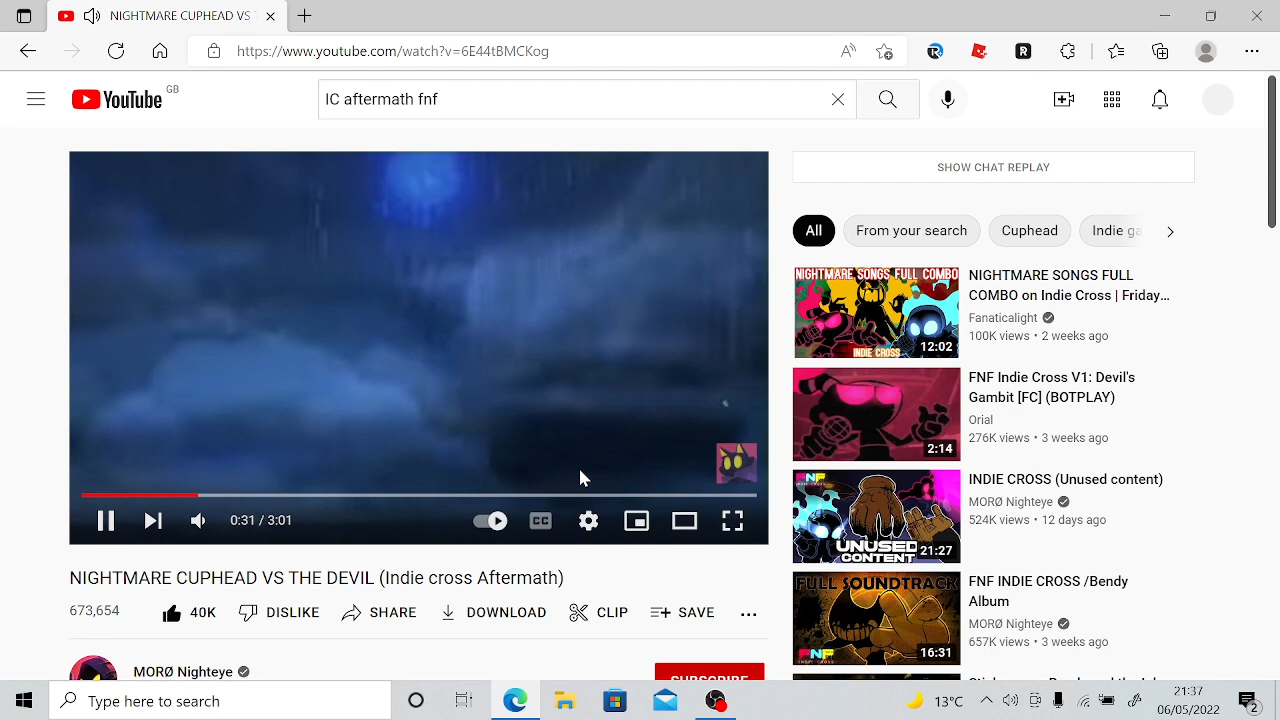 NIGHTMARE CUPHEAD VS T
https://www.youtube.com/watch?v=6E44tBMCKog
YouTube GB
IC aftermath fnf
SHOW CHAT REPLAY
All
From your search
Cuphead
Indie ga
NIGHTMARE SONGS FULL COMBO
INDIE CROSS
12:02
NIGHTMARE SONGS FULL
COMBO on Indie Cross | Friday...
Fanaticalight
100K views • 2 weeks ago
2:14
FNF Indie Cross V1: Devil's
Gambit [FC] (BOTPLAY)
Orial
276K views • 3 weeks ago
FNF
UNUSED
CONTENT
21:27
INDIE CROSS (Unused content)
MORØ Nighteye
524K views • 12 days ago
FULL SOUNDTRACK
FNF
INDIE CROSS
16:31
FNF INDIE CROSS /Bendy
Album
MORØ Nighteye
657K views • 3 weeks ago
0:31 / 3:01
CC
NIGHTMARE CUPHEAD VS THE DEVIL (Indie cross Aftermath)
673,654
40K
DISLIKE
SHARE
DOWNLOAD
CLIP
SAVE
MORØ Nighteye
SUBSCRIBE
Type here to search
13°C
21:37
06/05/2022
2